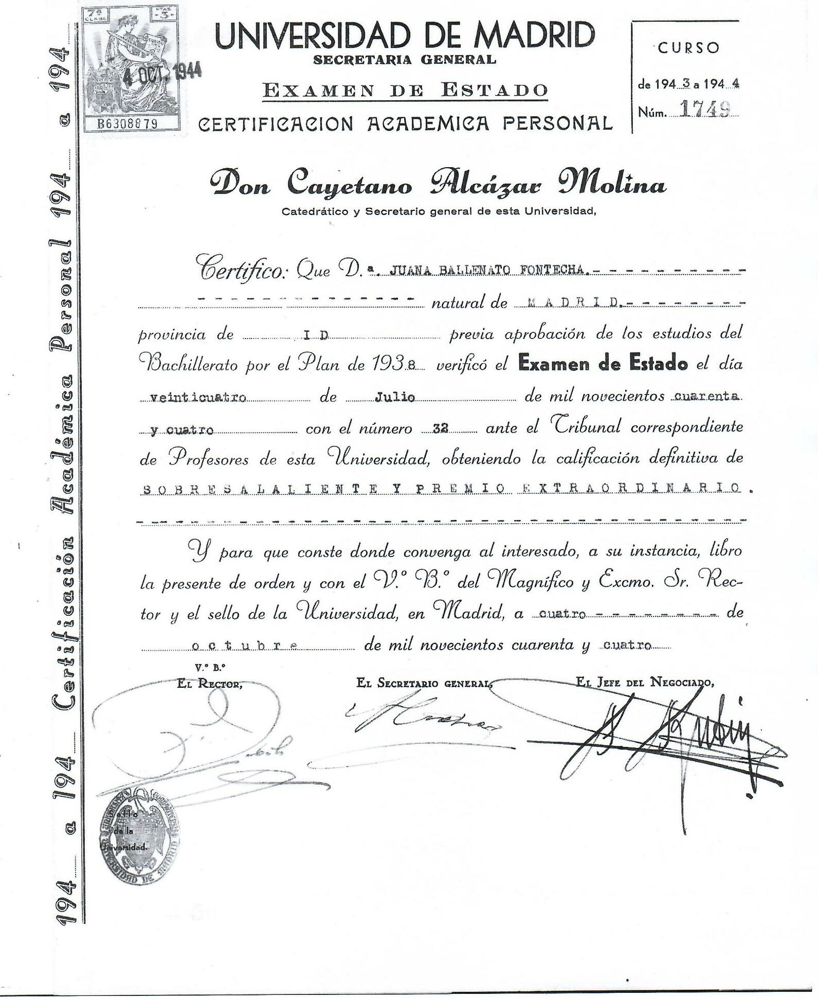 7ª CLASE
PTAS. -3-
4 OCT. 1944
B6308879
UNIVERSIDAD DE MADRID
SECRETARIA GENERAL
EXAMEN DE ESTADO
CERTIFICACION ACADEMICA PERSONAL
CURSO
de 1943 a 1944
Núm. 1749
Don Cayetano Alcázar Molina
Catedrático y Secretario general de esta Universidad,
Certifico: Que D.ª. JUANA BALLENATO FONTECHA.- - - - - - - - - -
- - - - - - - - - - - - - - natural de MADRID.- - - - - - - -
provincia de ID previa aprobación de los estudios del
Bachillerato por el Plan de 1938 verificó el Examen de Estado el día
veinticuatro de Julio de mil novecientos cuarenta
y cuatro con el número 32 ante el Tribunal correspondiente
de Profesores de esta Universidad, obteniendo la calificación definitiva de
SOBRESALALIENTE Y PREMIO EXTRAORDINARIO.
Y para que conste donde convenga al interesado, a su instancia, libro
la presente de orden y con el V.º B.º del Magnífico y Excmo. Sr. Rec-
tor y el sello de la Universidad, en Madrid, a cuatro - - - - - - - - de
octubre de mil novecientos cuarenta y cuatro
V.º B.º
EL RECTOR,
EL SECRETARIO GENERAL,
EL JEFE DEL NEGOCIADO,
Sello
de la
Universidad.
UNIVERSIDAD DE MADRID
194 a 194 Certificación Académica Personal 194 a 194